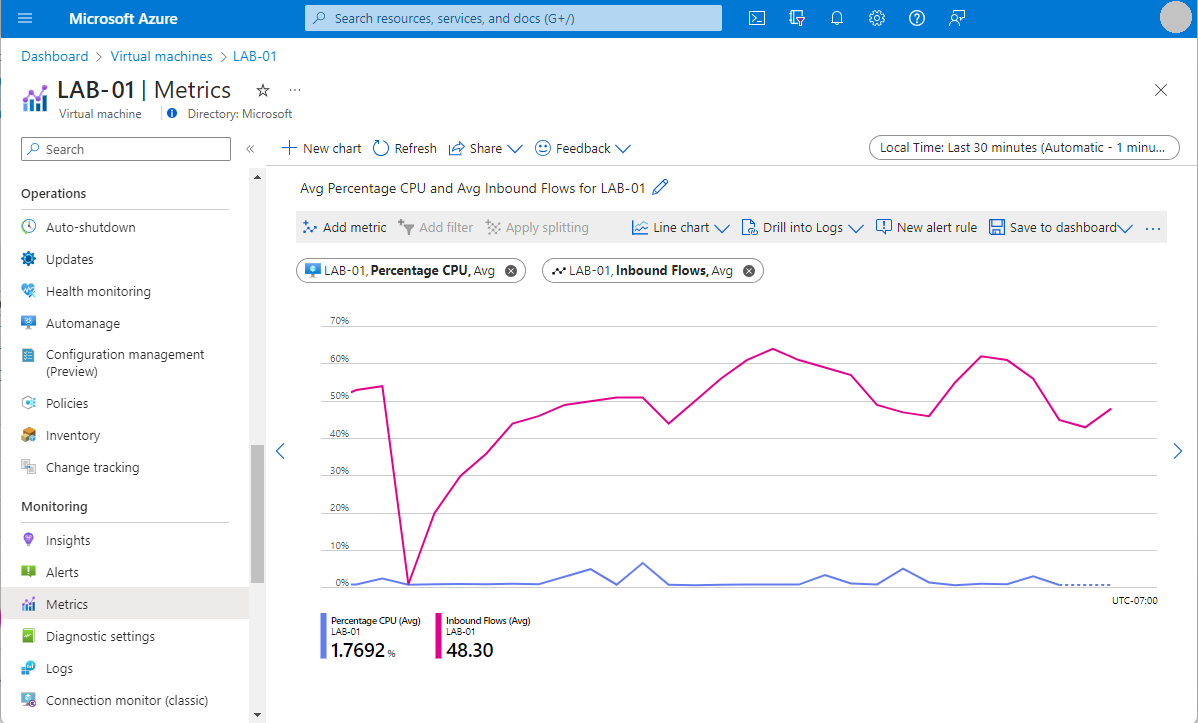 Microsoft Azure
Search resources, services, and docs (G+/)
Dashboard > Virtual machines > LAB-01
LAB-01 | Metrics
Virtual machine
Directory: Microsoft
Search
«
New chart
Refresh
Share
Feedback
Local Time: Last 30 minutes (Automatic - 1 minu...
Operations
Auto-shutdown
Updates
Health monitoring
Automanage
Configuration management
(Preview)
Policies
Inventory
Change tracking
Monitoring
Insights
Alerts
Metrics
Diagnostic settings
Logs
Connection monitor (classic)
Avg Percentage CPU and Avg Inbound Flows for LAB-01
Add metric
Add filter
Apply splitting
Line chart
Drill into Logs
New alert rule
Save to dashboard
LAB-01, Percentage CPU, Avg
LAB-01, Inbound Flows, Avg
70%
60%
50%
40%
30%
20%
10%
0%
UTC-07:00
Percentage CPU (Avg)
LAB-01
1.7692 %
Inbound Flows (Avg)
LAB-01
48.30